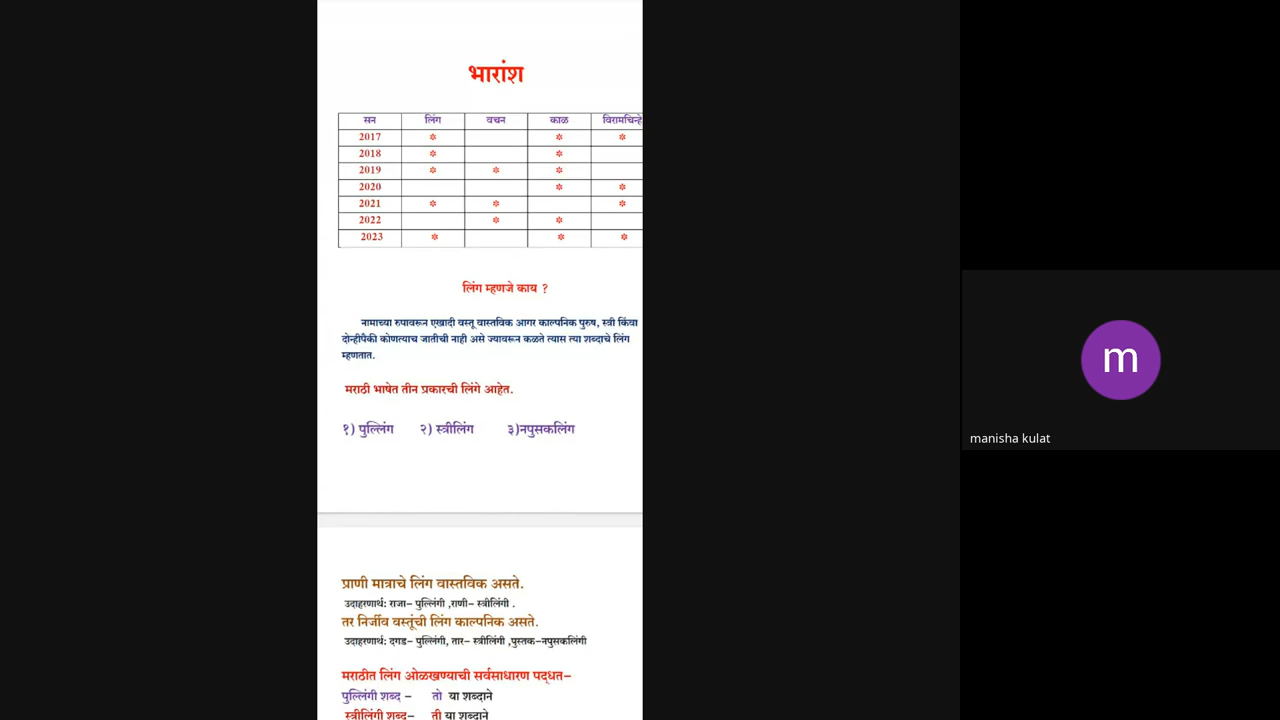 भारांश
सन लिंग वचन काळ विरामचिन्हे
2017 * * *
2018 * *
2019 * * *
2020 * *
2021 * * *
2022 * *
2023 * * *
लिंग म्हणजे काय ?
नामाच्या रुपावरून एखादी वस्तू वास्तविक आगर काल्पनिक पुरुष, स्त्री किंवा
दोन्हीपैकी कोणत्याच जातीची नाही असे ज्यावरून कळते त्यास त्या शब्दाचे लिंग
म्हणतात.
मराठी भाषेत तीन प्रकारची लिंगे आहेत.
१) पुल्लिंग २) स्त्रीलिंग ३)नपुसकलिंग
m
manisha kulat
प्राणी मात्राचे लिंग वास्तविक असते.
उदाहरणार्थ: राजा– पुल्लिंगी ,राणी– स्त्रीलिंगी .
तर निर्जीव वस्तूंची लिंग काल्पनिक असते.
उदाहरणार्थ: दगड– पुल्लिंगी, तार– स्त्रीलिंगी ,पुस्तक–नपुसकलिंगी
मराठीत लिंग ओळखण्याची सर्वसाधारण पद्धत–
पुल्लिंगी शब्द – तो या शब्दाने
स्त्रीलिंगी शब्द– ती या शब्दाने